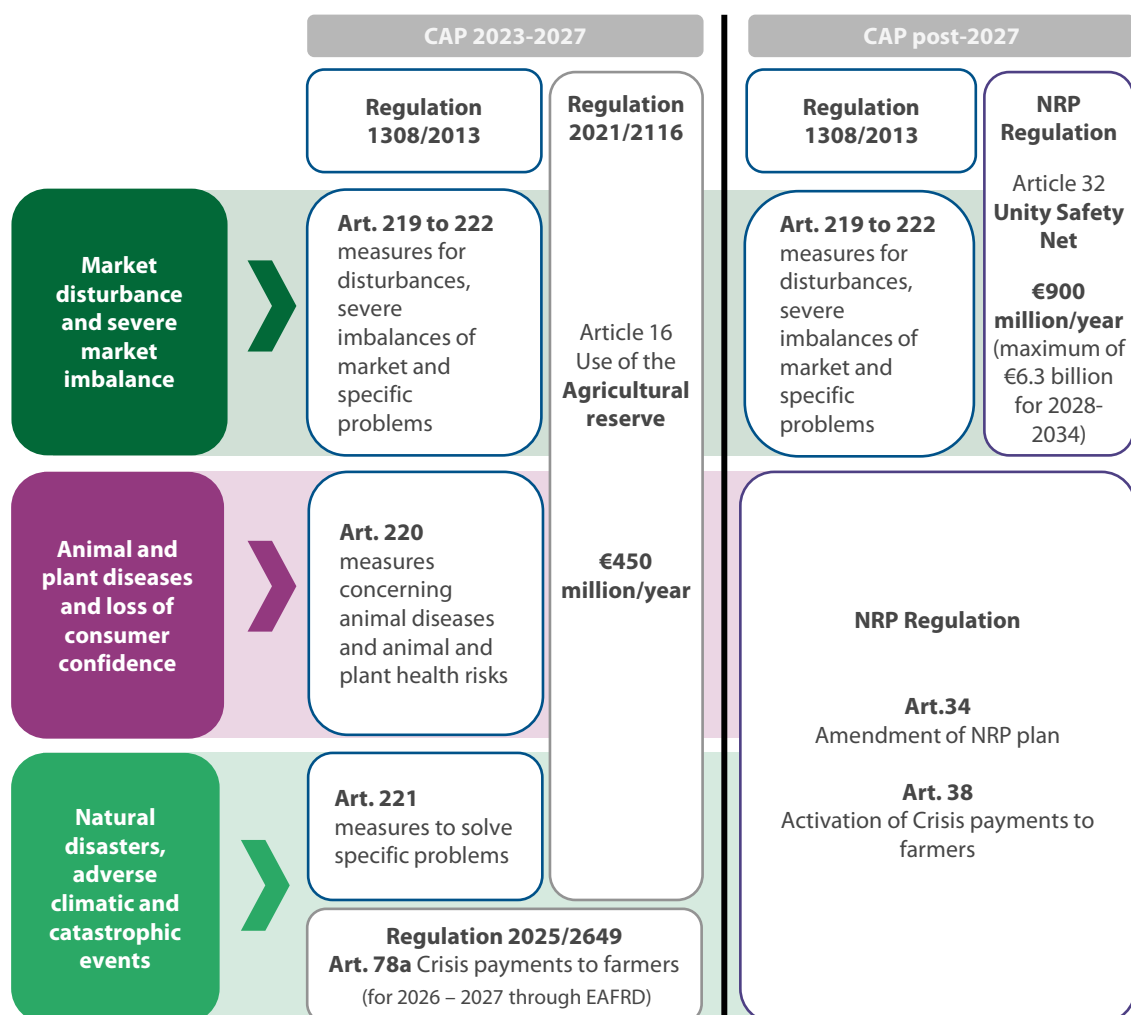 CAP 2023-2027
CAP post-2027
Regulation
1308/2013
Regulation
2021/2116
Regulation
1308/2013
NRP
Regulation
Article 32
Unity Safety
Net
€900
million/year
(maximum of
€6.3 billion
for 2028-
2034)
Market
disturbance
and severe
market
imbalance
Art. 219 to 222
measures for
disturbances,
severe
imbalances of
market and
specific
problems
Article 16
Use of the
Agricultural
reserve
€450
million/year
Art. 219 to 222
measures for
disturbances,
severe
imbalances of
market and
specific
problems
Animal and
plant diseases
and loss of
consumer
confidence
Art. 220
measures
concerning
animal diseases
and animal and
plant health risks
NRP Regulation
Art.34
Amendment of NRP plan
Art. 38
Activation of Crisis payments to
farmers
Natural
disasters,
adverse
climatic and
catastrophic
events
Art. 221
measures to solve
specific problems
Regulation 2025/2649
Art. 78a Crisis payments to farmers
(for 2026 – 2027 through EAFRD)